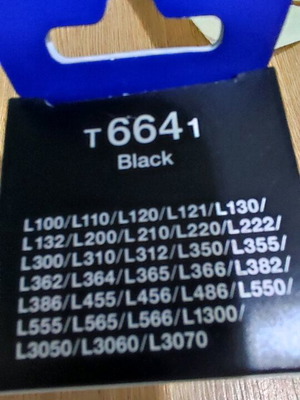 T6641
Black
L100/L110/L120/L121/L130/
L132/L200/L210/L220/L222/
L300/L310/L312/L350/L355/
L362/L364/L365/L366/L382/
L386/L455/L456/L486/L550/
L555/L565/L566/L1300/
L3050/L3060/L3070